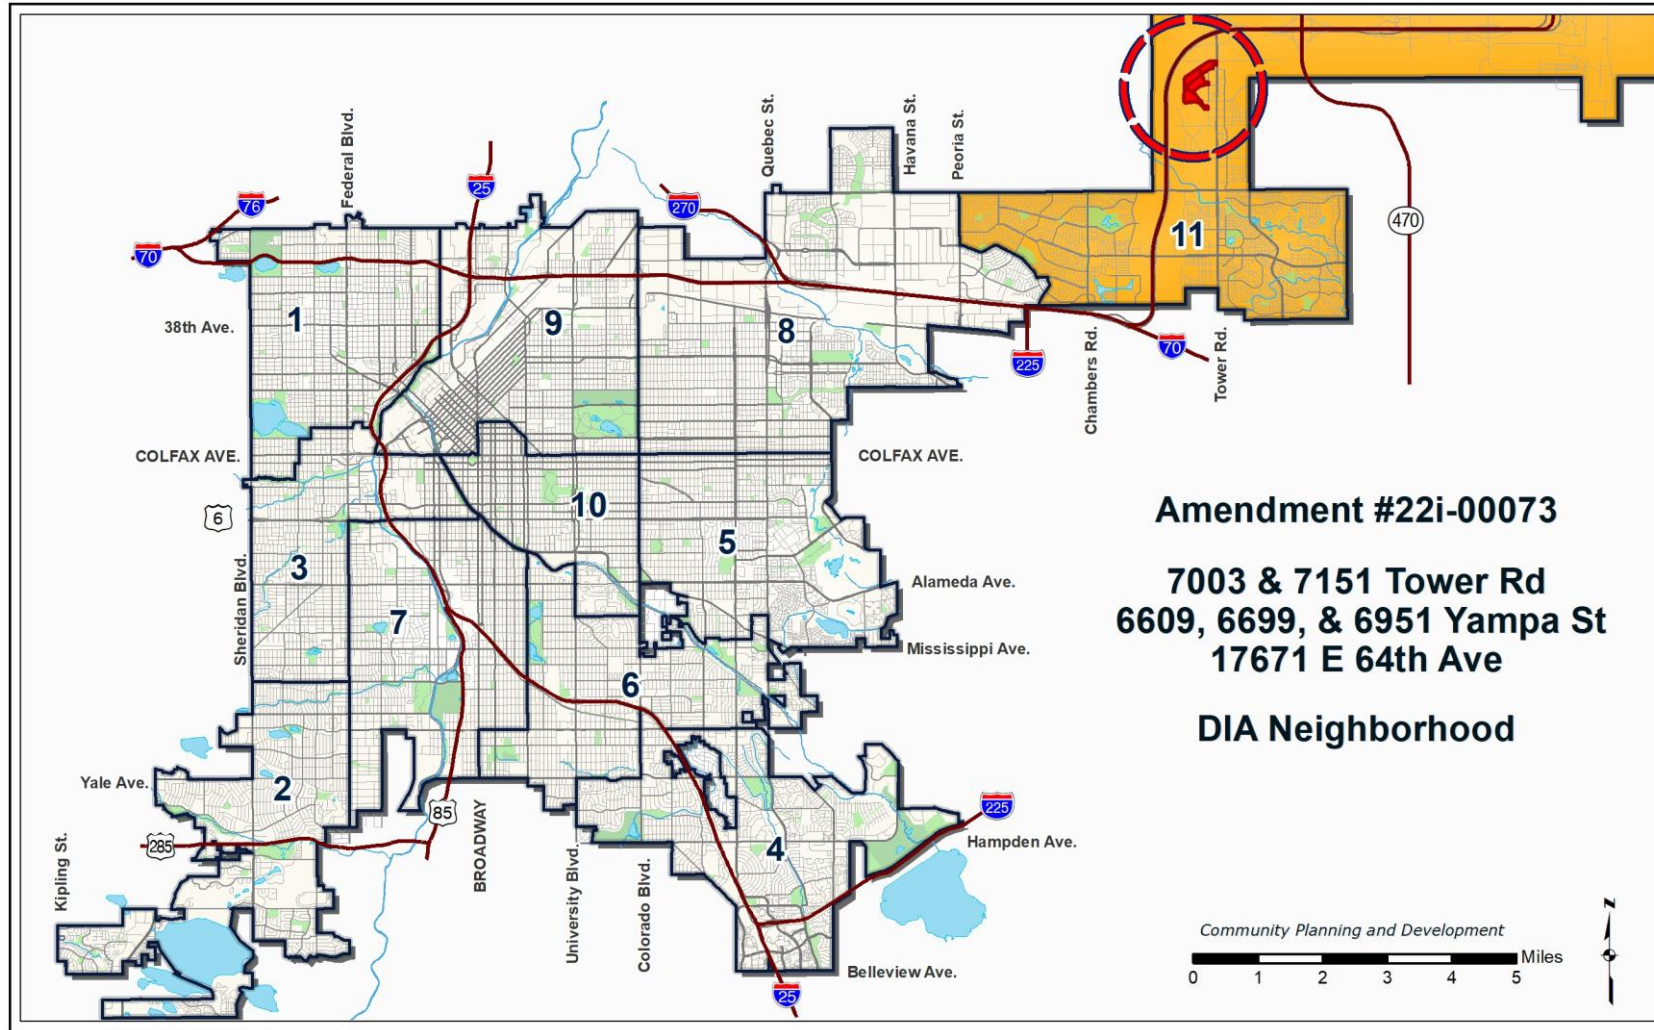 Federal Blvd.
Quebec St.
Havana St.
Peoria St.
76
25
270
70
470
11
1
9
8
38th Ave.
225
70
Chambers Rd.
Tower Rd.
COLFAX AVE.
COLFAX AVE.
6
10
5
3
Sheridan Blvd.
7
Alameda Ave.
Mississippi Ave.
6
Amendment #22i-00073
7003 & 7151 Tower Rd
6609, 6699, & 6951 Yampa St
17671 E 64th Ave
DIA Neighborhood
Yale Ave.
2
85
BROADWAY
225
285
Kipling St.
4
Hampden Ave.
University Blvd.
Colorado Blvd.
Belleview Ave.
25
Community Planning and Development
Miles
0 1 2 3 4 5
N